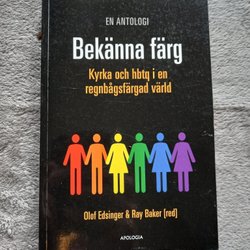 EN ANTOLOGI
Bekänna färg
Kyrka och hbtq i en
regnbågsfärgad värld
Olof Edsinger & Ray Baker [red]
APOLOGIA